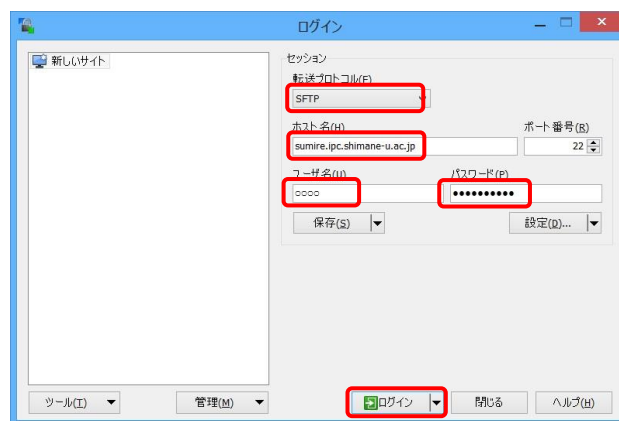 ログイン
新しいサイト
セッション
転送プロトコル(F)
SFTP
ホスト名(H)
ポート番号(R)
sumire.ipc.shimane-u.ac.jp
22
ユーザ名(U)
パスワード(P)
○○○○
●●●●●●●●●●
保存(S)
設定(D)...
ツール(T)
管理(M)
ログイン
閉じる
ヘルプ(H)